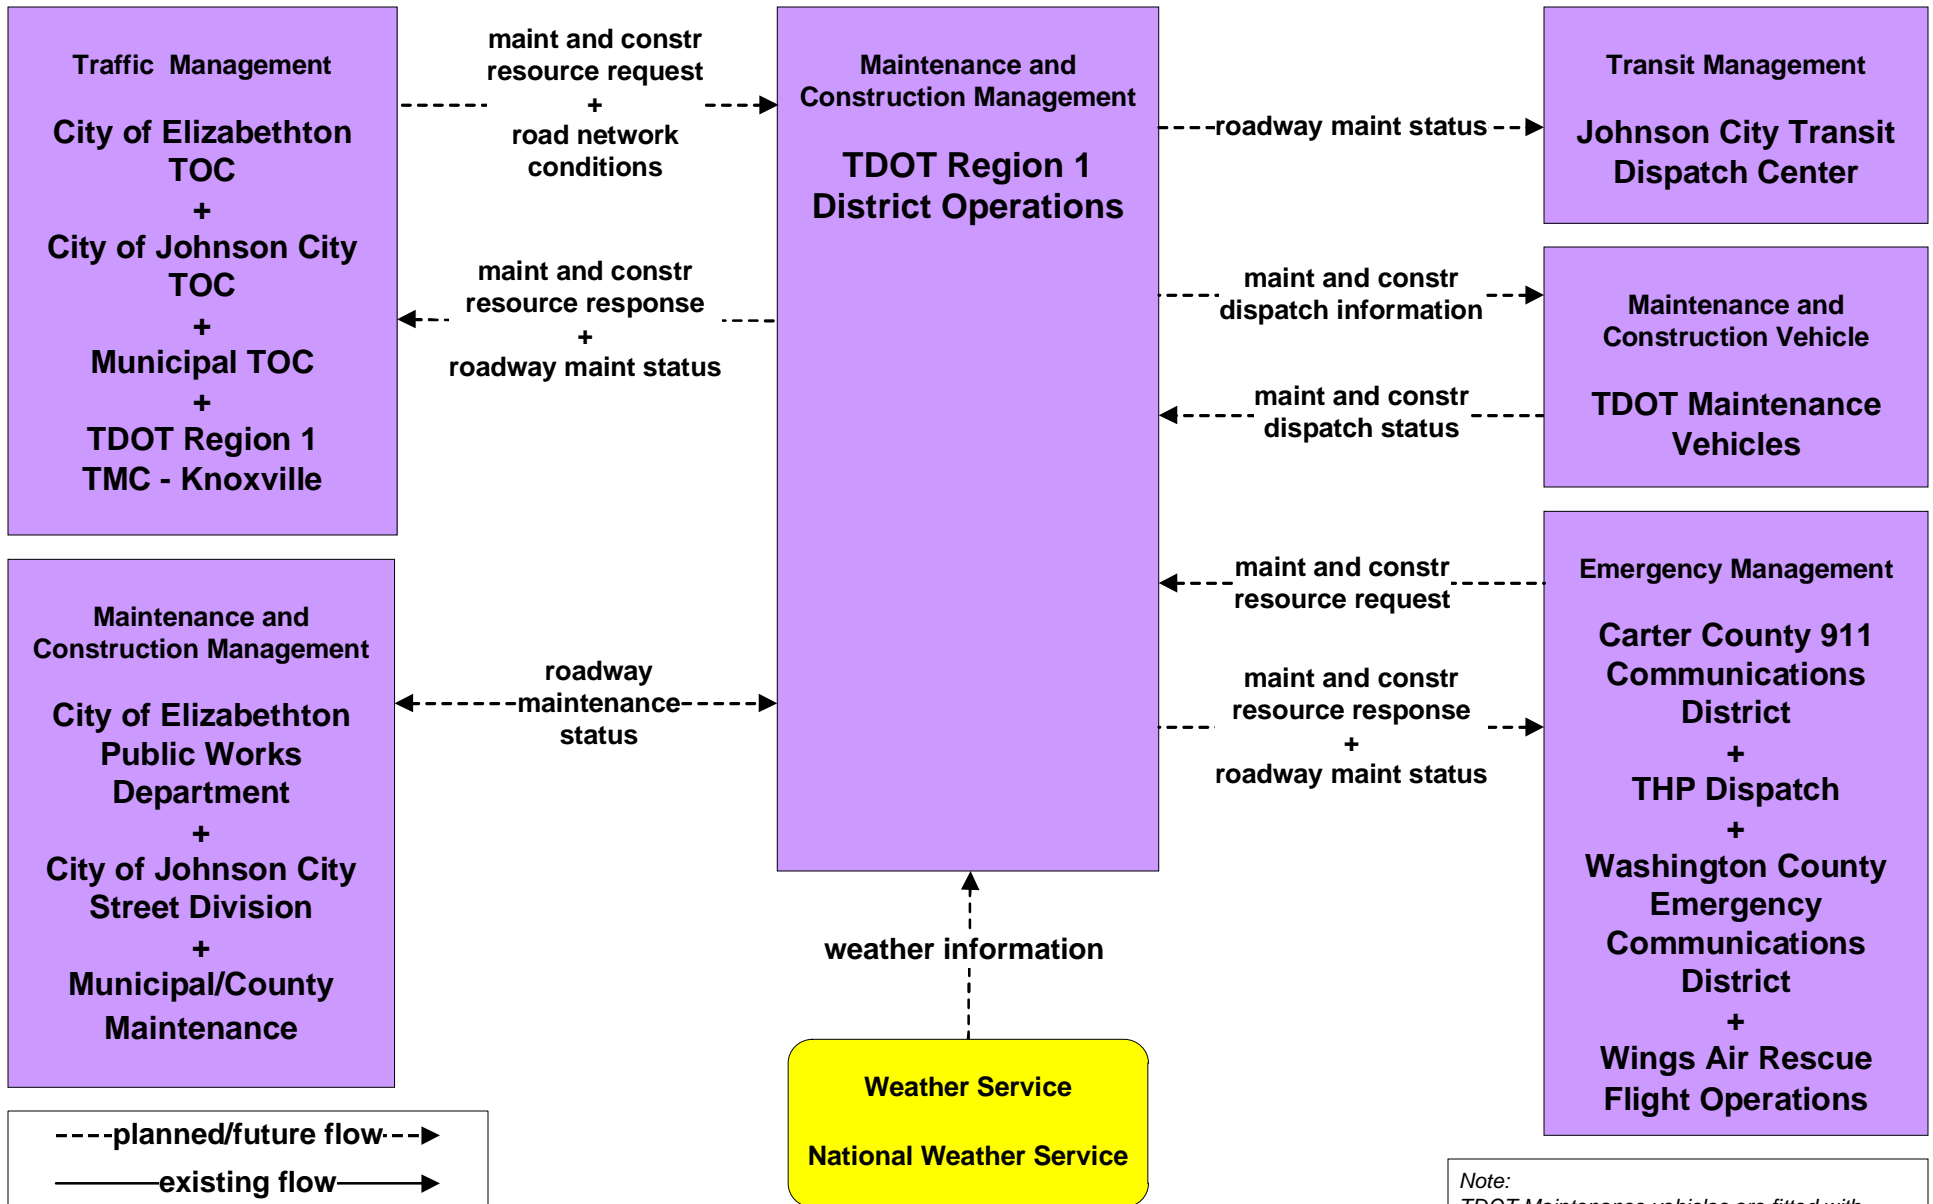 Traffic Management
City of Elizabethton
TOC
+
City of Johnson City
TOC
+
Municipal TOC
+
TDOT Region 1
TMC - Knoxville
maint and constr
resource request
+
road network
conditions
maint and constr
resource response
+
roadway maint status
Maintenance and
Construction Management
TDOT Region 1
District Operations
roadway maint status
Transit Management
Johnson City Transit
Dispatch Center
maint and constr
dispatch information
maint and constr
dispatch status
Maintenance and
Construction Vehicle
TDOT Maintenance
Vehicles
maint and constr
resource request
maint and constr
resource response
+
roadway maint status
Emergency Management
Carter County 911
Communications
District
+
THP Dispatch
+
Washington County
Emergency
Communications
District
+
Wings Air Rescue
Flight Operations
Maintenance and
Construction Management
City of Elizabethton
Public Works
Department
+
City of Johnson City
Street Division
+
Municipal/County
Maintenance
roadway
maintenance
status
weather information
Weather Service
National Weather Service
planned/future flow
existing flow
Note:
TDOT Maintenance vehicles are fitted with